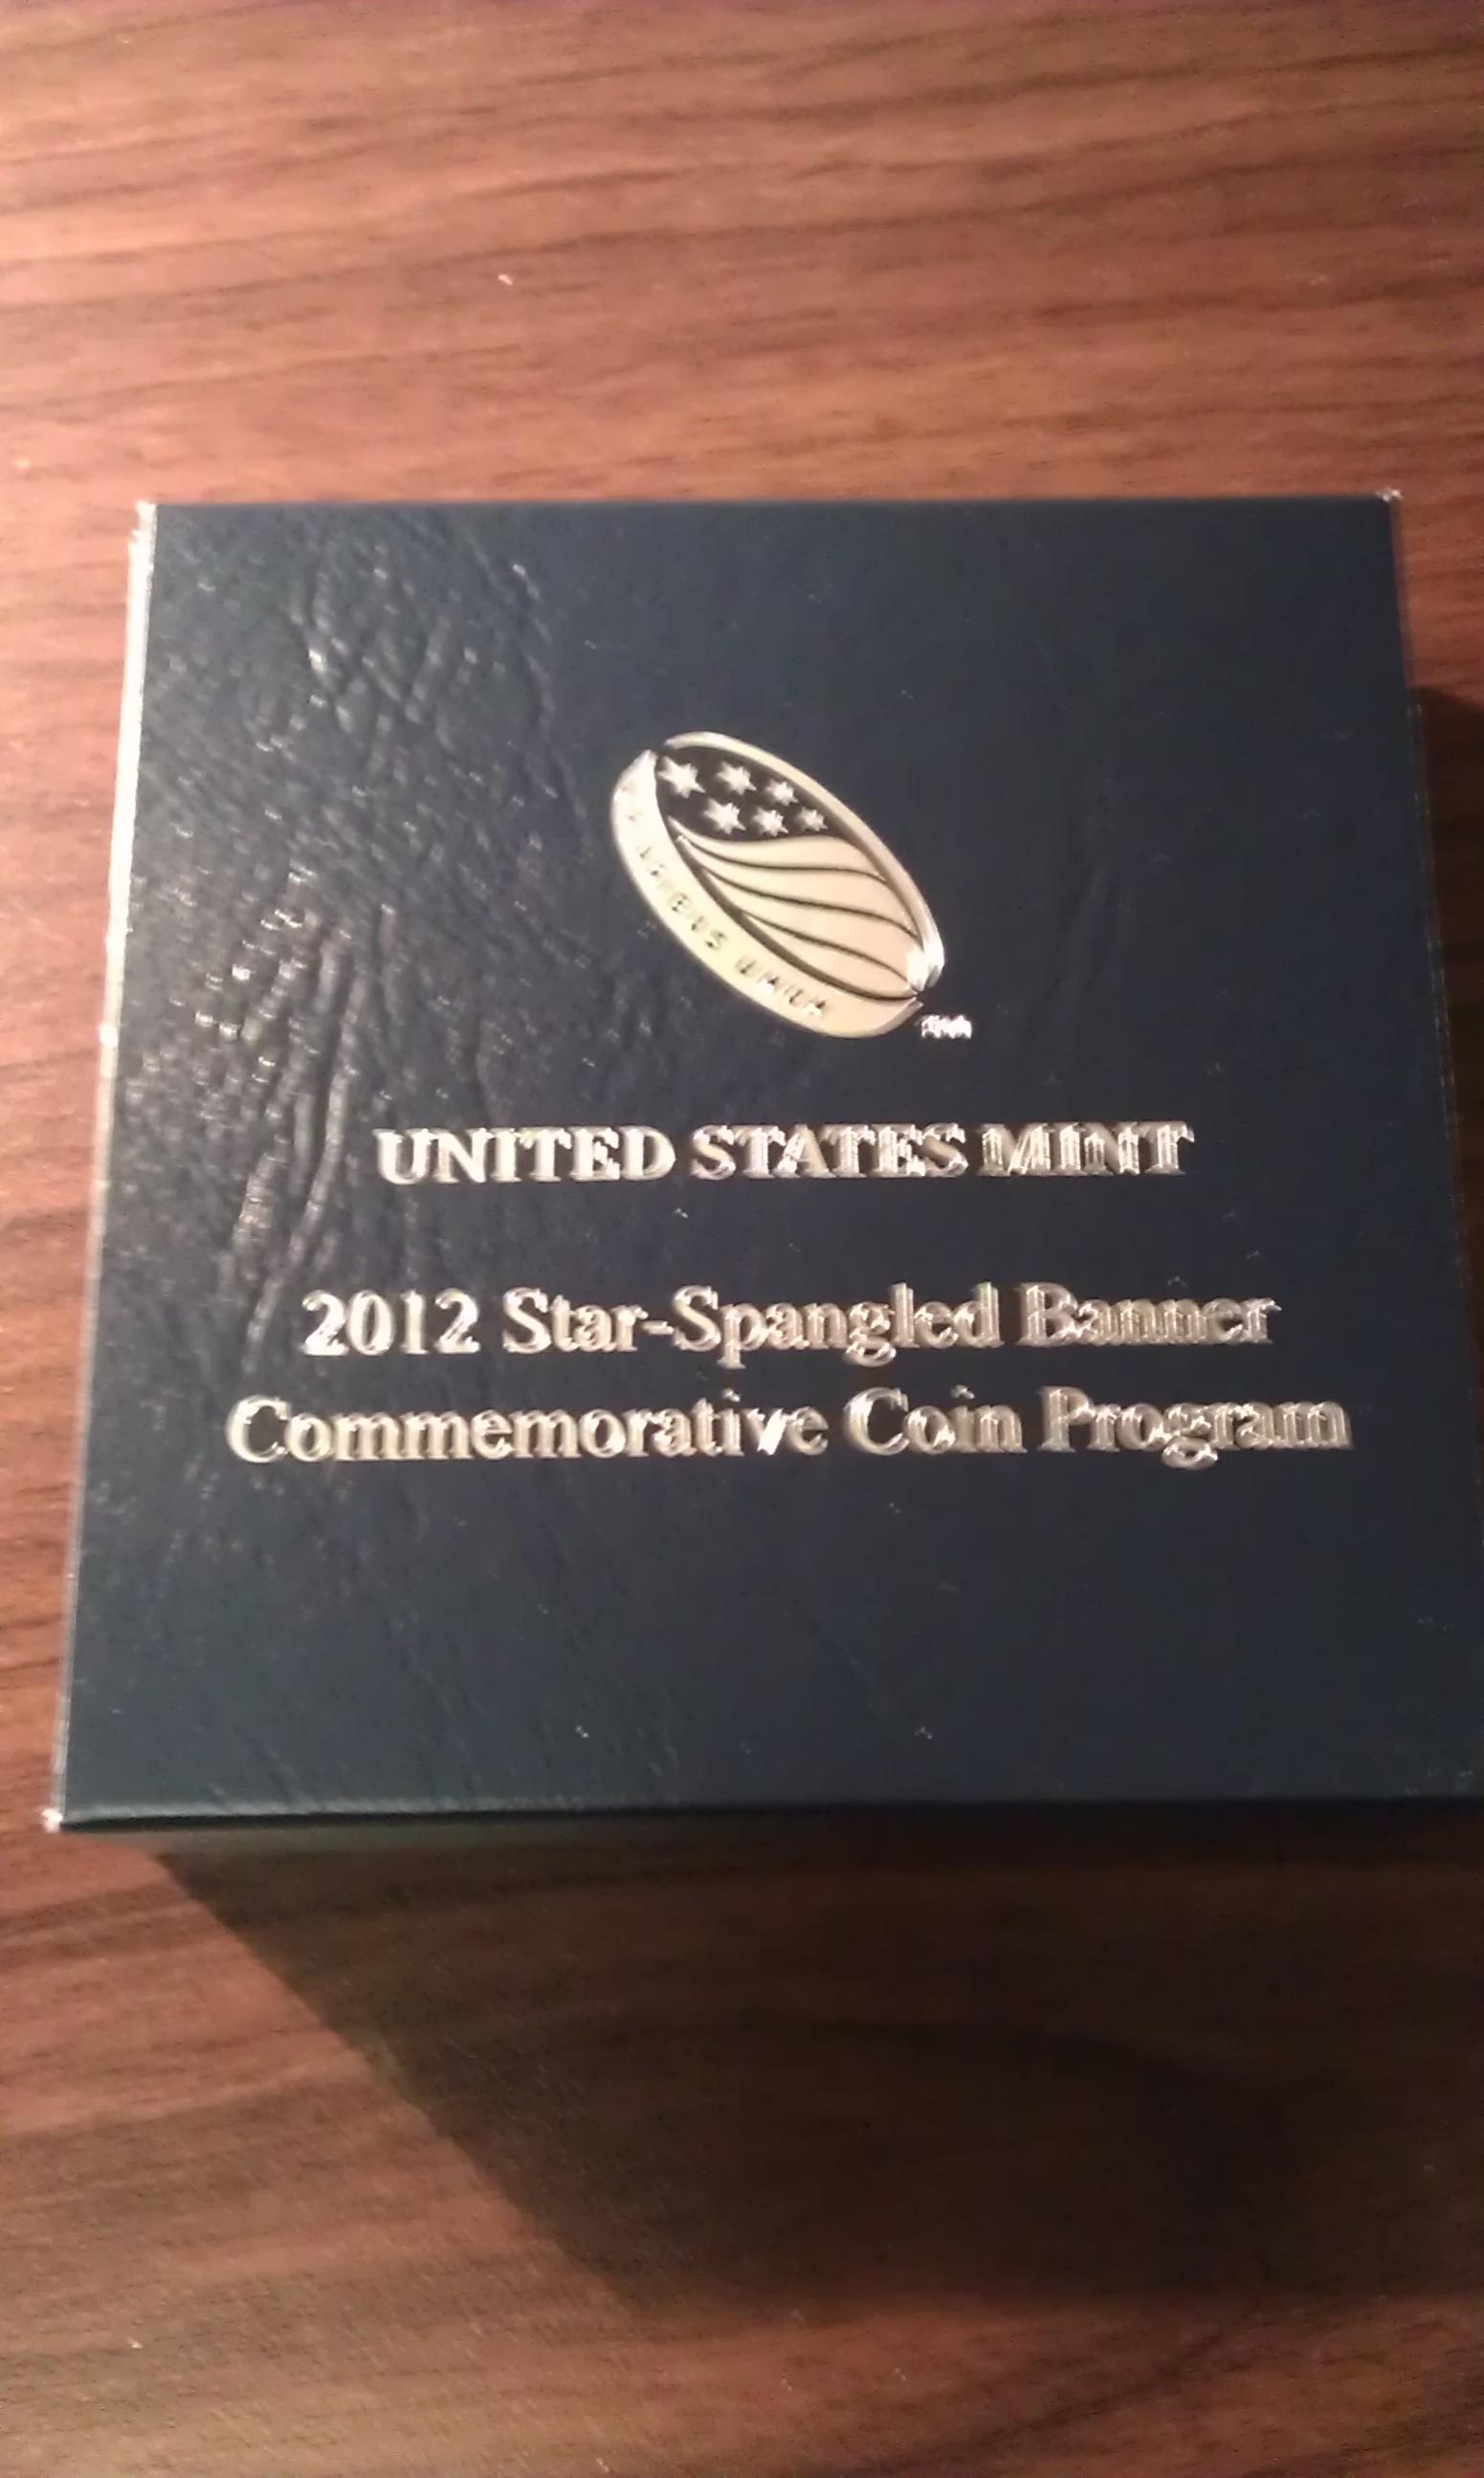 UNITED STATES MINT
2012 Star-Spangled Banner
Commemorative Coin Program